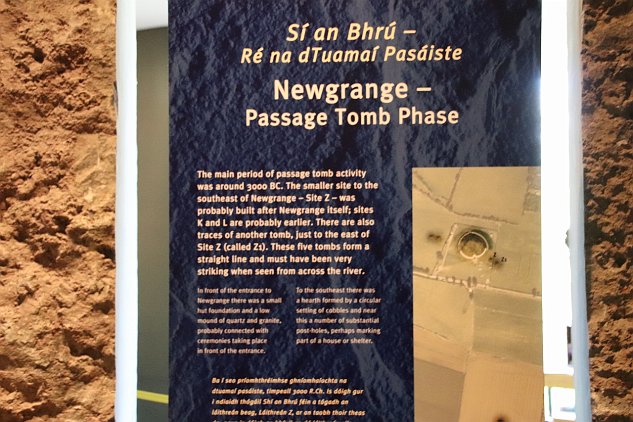 Sí an Bhrú –
Ré na dTuamaí Pasáiste
Newgrange –
Passage Tomb Phase
The main period of passage tomb activity
was around 3000 BC. The smaller site to the
southeast of Newgrange – Site Z – was
probably built after Newgrange itself; sites
K and L are probably earlier. There are also
traces of another tomb, just to the east of
Site Z (called Z1). These five tombs form a
straight line and must have been very
striking when seen from across the river.
In front of the entrance to
Newgrange there was a small
hut foundation and a low
mound of quartz and granite,
probably connected with
ceremonies taking place
in front of the entrance.
To the southeast there was
a hearth formed by a circular
setting of cobbles and near
this a number of substantial
post-holes, perhaps marking
part of a house or shelter.
Ba í seo príomhthréimhse ghníomhaíochta na
dtuamaí pasáiste, timpeall 3000 R.Ch. Is dóigh gur
i ndiaidh thógáil Shí an Bhrú féin a tógadh an
láithreán beag, Láithreán Z, ar an taobh thoir theas